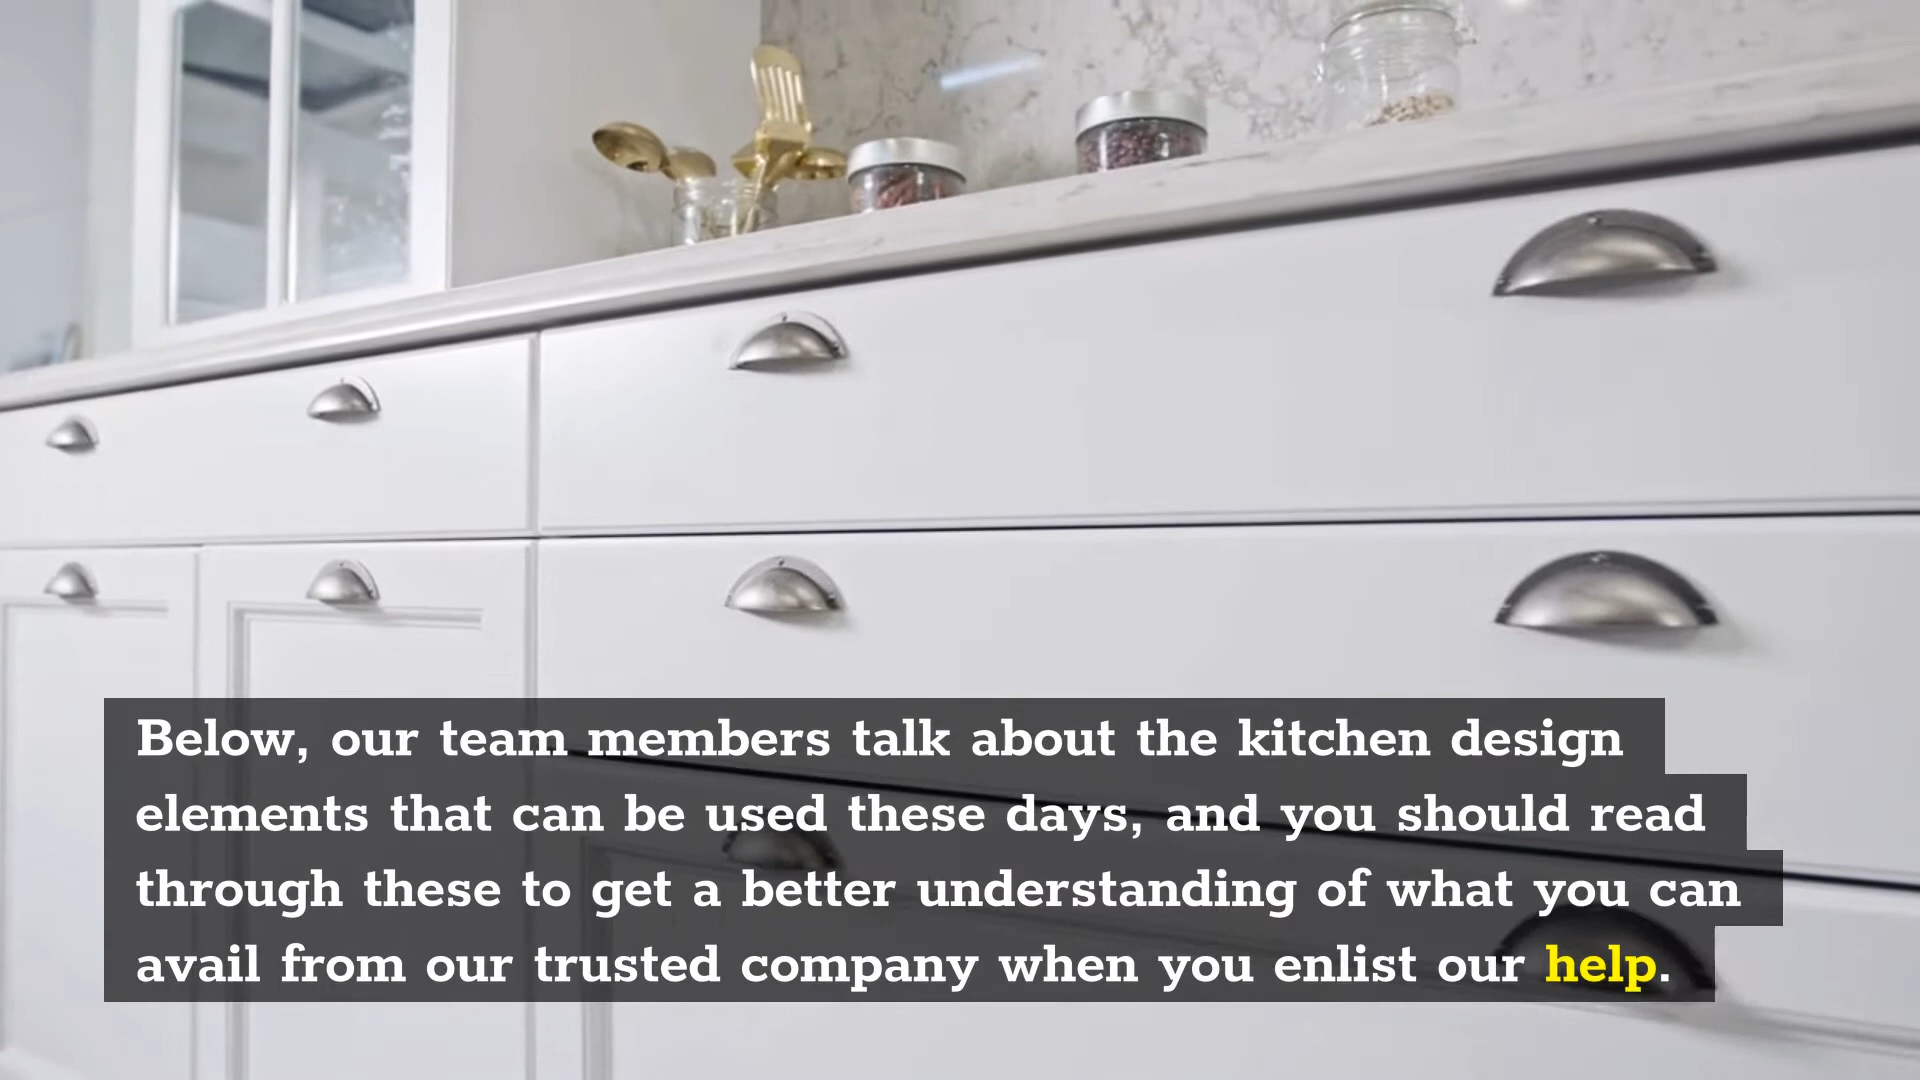 Below, our team members talk about the kitchen design
elements that can be used these days, and you should read
through these to get a better understanding of what you can
avail from our trusted company when you enlist our help.